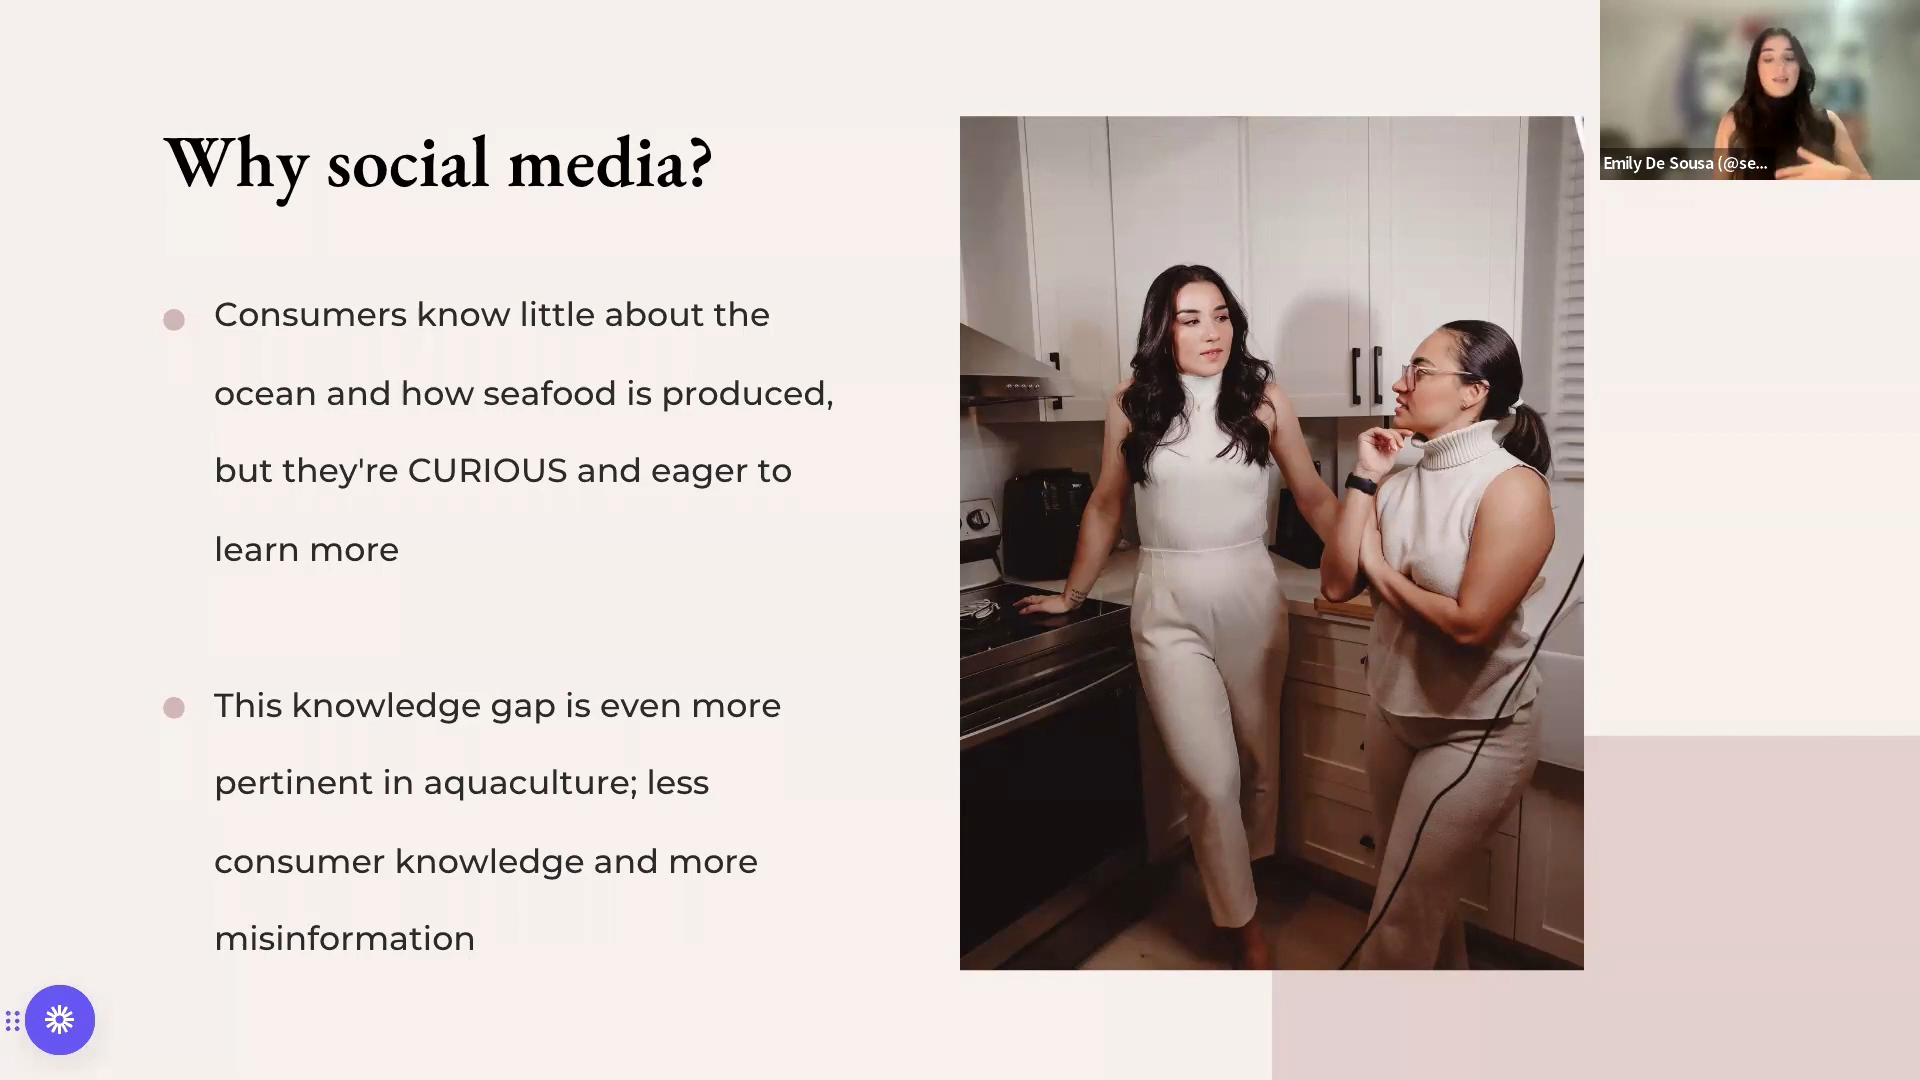 Why social media?
Consumers know little about the
ocean and how seafood is produced,
but they're CURIOUS and eager to
learn more
This knowledge gap is even more
pertinent in aquaculture; less
consumer knowledge and more
misinformation
Emily De Sousa (@se...